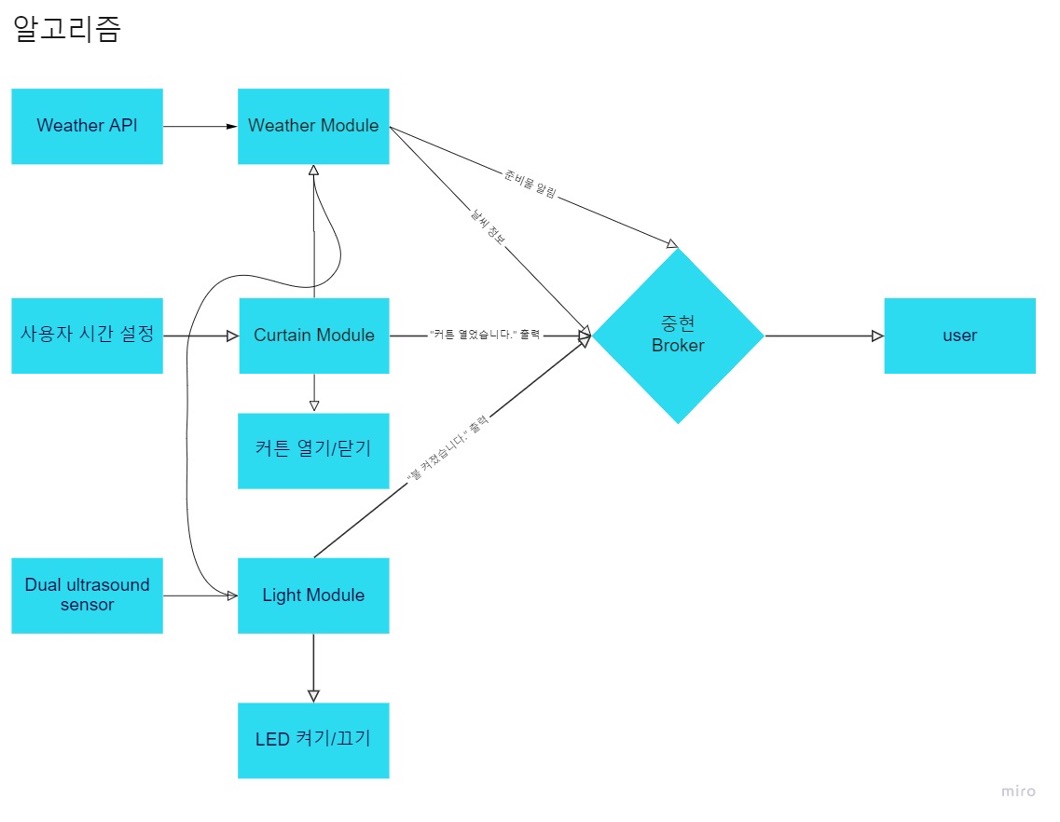 알고리즘
Weather API
Weather Module
준비물 알림
날씨 정보
사용자 시간 설정
Curtain Module
"커튼 열었습니다." 출력
중현
Broker
user
커튼 열기/닫기
"불 켜졌습니다." 출력
Dual ultrasound
sensor
Light Module
LED 켜기/끄기
miro